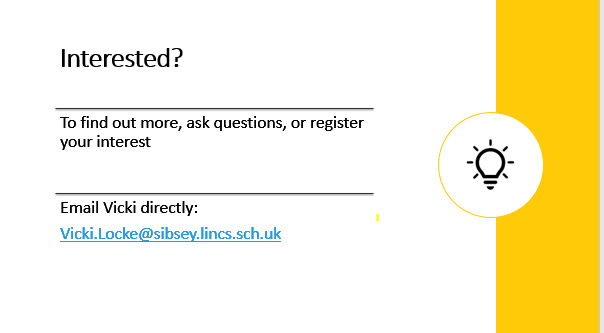 Interested?
To find out more, ask questions, or register
your interest
Email Vicki directly:
Vicki.Locke@sibsey.lincs.sch.uk